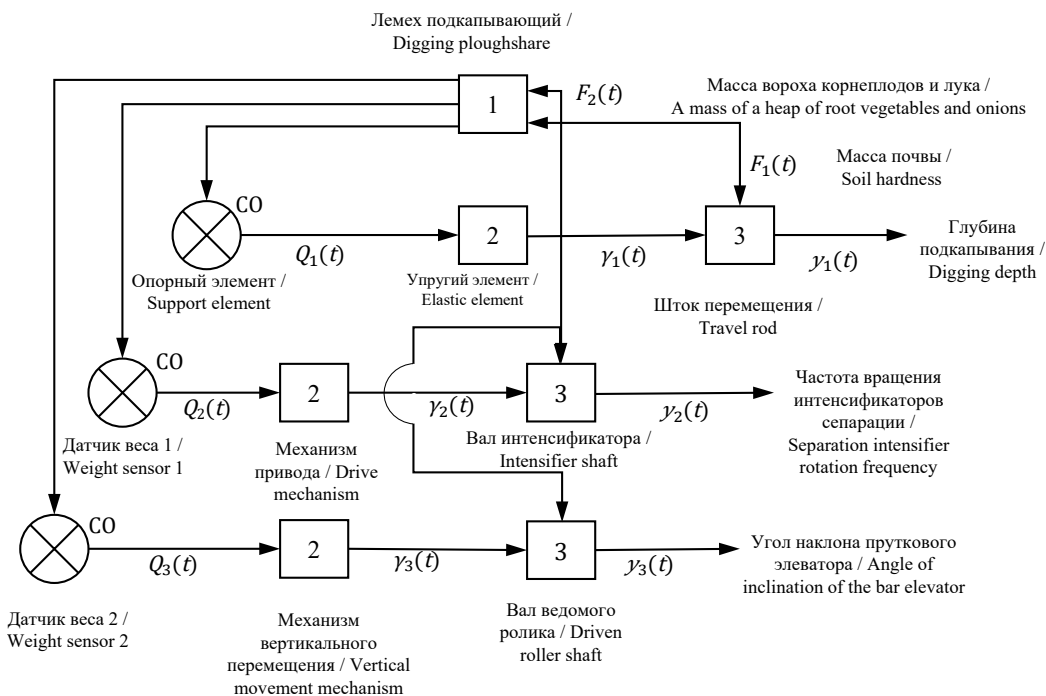 Лемех подкапывающий /
Digging ploughshare
1
F₂(t)
Масса вороха корнеплодов и лука /
A mass of a heap of root vegetables and onions
F₁(t)
Масса почвы /
Soil hardness
CO
Q₁(t)
2
γ₁(t)
3
y₁(t)
Глубина
подкапывания /
Digging depth
Опорный элемент /
Support element
Упругий элемент /
Elastic element
Шток перемещения /
Travel rod
CO
Q₂(t)
2
γ₂(t)
3
y₂(t)
Частота вращения
интенсификаторов
сепарации /
Separation intensifier
rotation frequency
Датчик веса 1 /
Weight sensor 1
Механизм
привода / Drive
mechanism
Вал интенсификатора /
Intensifier shaft
CO
Q₃(t)
2
γ₃(t)
3
y₃(t)
Угол наклона пруткового
элеватора / Angle of
inclination of the bar elevator
Датчик веса 2 /
Weight sensor 2
Механизм
вертикального
перемещения / Vertical
movement mechanism
Вал ведомого
ролика / Driven
roller shaft